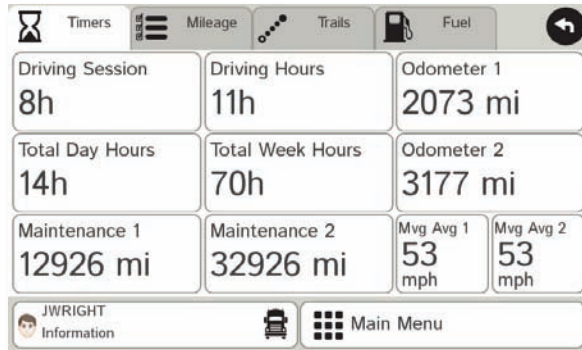 Timers
Mileage
Trails
Fuel
Driving Session
8h
Driving Hours
11h
Odometer 1
2073 mi
Total Day Hours
14h
Total Week Hours
70h
Odometer 2
3177 mi
Maintenance 1
12926 mi
Maintenance 2
32926 mi
Mvg Avg 1
53
mph
Mvg Avg 2
53
mph
JWRIGHT
Information
Main Menu